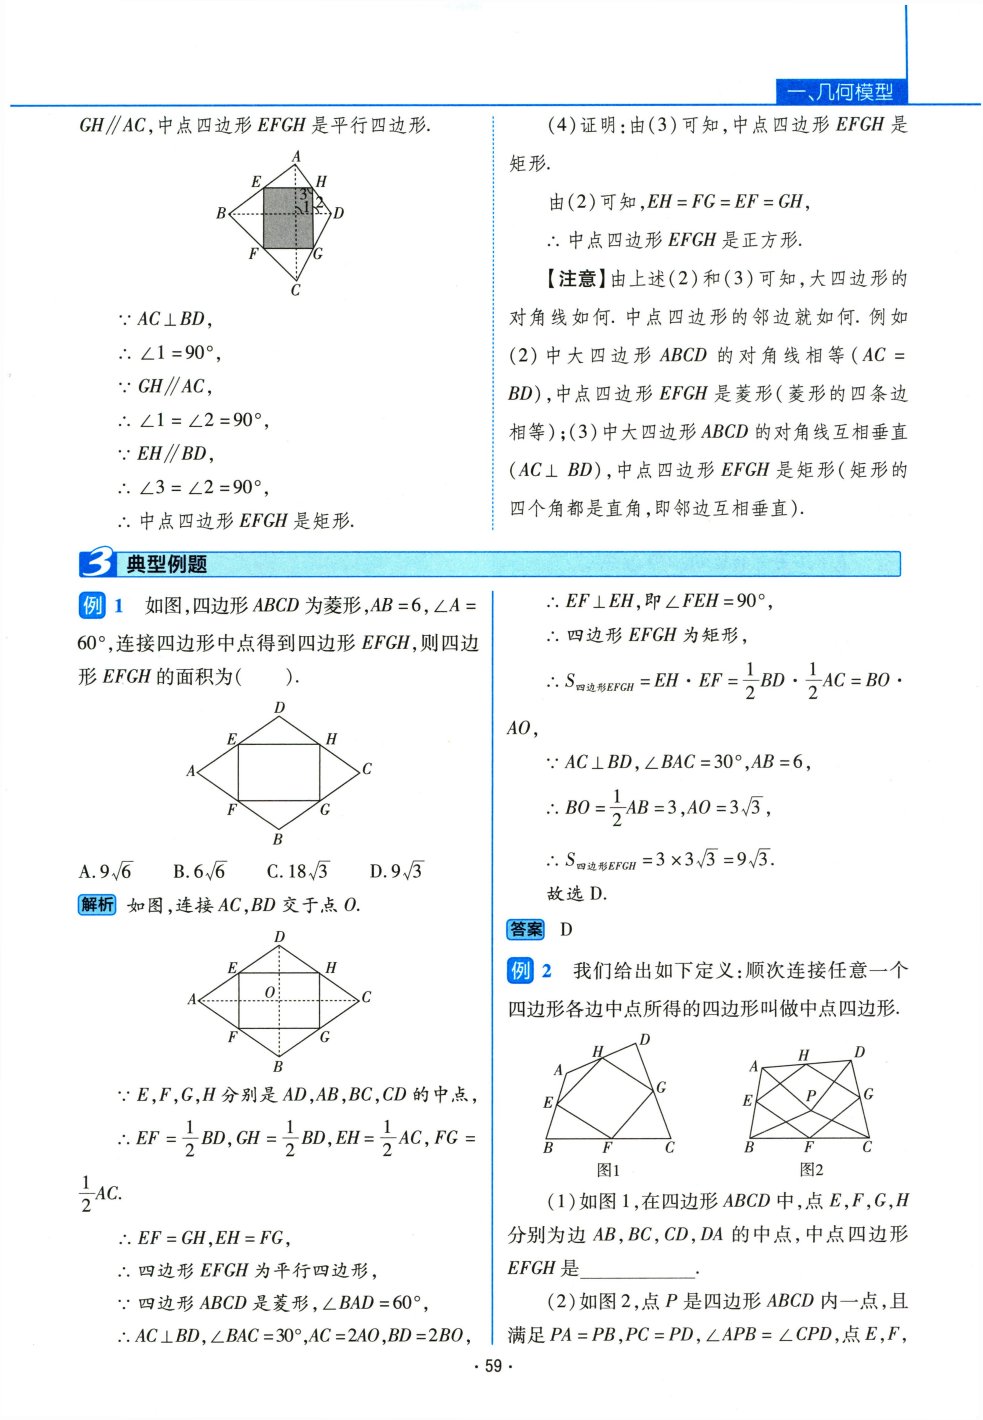 一、几何模型
GH∥AC,中点四边形EFGH是平行四边形.
A
E
H
3
2
1
B
D
F
G
C
∵AC⊥BD,
∴∠1=90°,
∵GH∥AC,
∴∠1=∠2=90°,
∵EH∥BD,
∴∠3=∠2=90°,
∴中点四边形EFGH是矩形.
(4)证明:由(3)可知,中点四边形EFGH是
矩形.
由(2)可知,EH=FG=EF=GH,
∴中点四边形EFGH是正方形.
【注意】由上述(2)和(3)可知,大四边形的
对角线如何.中点四边形的邻边就如何.例如
(2)中大四边形ABCD的对角线相等(AC=
BD),中点四边形EFGH是菱形(菱形的四条边
相等);(3)中大四边形ABCD的对角线互相垂直
(AC⊥BD),中点四边形EFGH是矩形(矩形的
四个角都是直角,即邻边互相垂直).
3 典型例题
例1 如图,四边形ABCD为菱形,AB=6,∠A=
60°,连接四边形中点得到四边形EFGH,则四边
形EFGH的面积为(  ).
D
E
H
A
C
F
G
B
A.9√6 B.6√6 C.18√3 D.9√3
解析 如图,连接AC,BD交于点O.
D
E
H
O
A
C
F
G
B
∵E,F,G,H分别是AD,AB,BC,CD的中点,
∴EF=1/2BD,GH=1/2BD,EH=1/2AC,FG=
1/2AC.
∴EF=GH,EH=FG,
∴四边形EFGH为平行四边形,
∵四边形ABCD是菱形,∠BAD=60°,
∴AC⊥BD,∠BAC=30°,AC=2AO,BD=2BO,
∴EF⊥EH,即∠FEH=90°,
∴四边形EFGH为矩形,
∴S四边形EFGH=EH·EF=1/2BD·1/2AC=BO·
AO,
∵AC⊥BD,∠BAC=30°,AB=6,
∴BO=1/2AB=3,AO=3√3,
∴S四边形EFGH=3×3√3=9√3.
故选D.
答案 D
例2 我们给出如下定义:顺次连接任意一个
四边形各边中点所得的四边形叫做中点四边形.
D
H
A
G
E
B
F
C
图1
H
D
A
E
P
G
B
F
C
图2
(1)如图1,在四边形ABCD中,点E,F,G,H
分别为边AB,BC,CD,DA的中点,中点四边形
EFGH是____________.
(2)如图2,点P是四边形ABCD内一点,且
满足PA=PB,PC=PD,∠APB=∠CPD,点E,F,
·59·